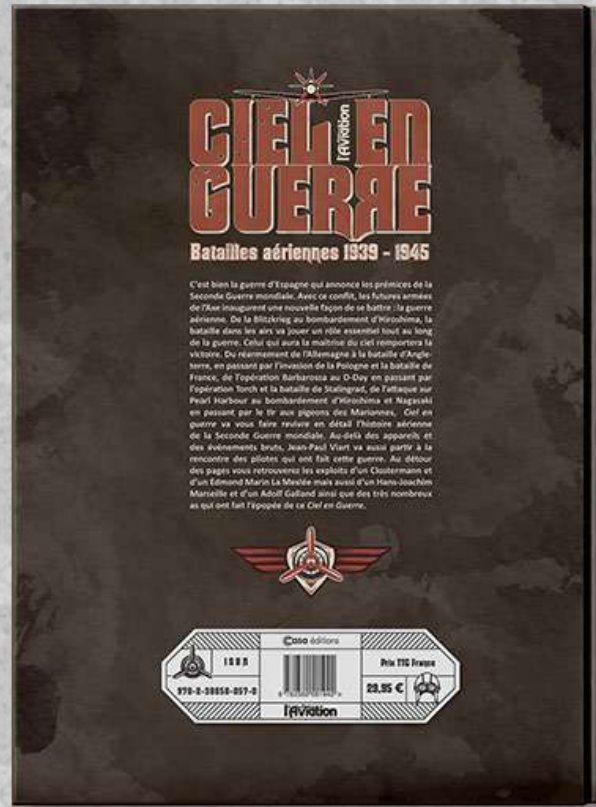 CIEL EN
l'Aviation
GUERRE
Batailles aériennes 1939 - 1945
C'est bien la guerre d'Espagne qui annonce les prémices de la
Seconde Guerre mondiale. Avec ce conflit, les futures armées
de l'Axe inaugurent une nouvelle façon de se battre : la guerre
aérienne. De la Blitzkrieg au bombardement d'Hiroshima, la
bataille dans les airs va jouer un rôle essentiel tout au long
de la guerre. Celui qui aura la maîtrise du ciel remportera la
victoire. Du réarmement de l'Allemagne à la bataille d'Angle-
terre, en passant par l'invasion de la Pologne et la bataille de
France, de l'opération Barbarossa au D-Day en passant par
l'opération Torch et la bataille de Stalingrad, de l'attaque sur
Pearl Harbour au bombardement d'Hiroshima et Nagasaki
en passant par le tir aux pigeons des Mariannes, Ciel en
guerre va vous faire revivre en détail l'histoire aérienne
de la Seconde Guerre mondiale. Au-delà des appareils et
des événements bruts, Jean-Paul Viart va aussi partir à la
rencontre des pilotes qui ont fait cette guerre. Au détour
des pages vous retrouverez les exploits d'un Clostermann et
d'un Edmond Marin La Meslée mais aussi d'un Hans-Joachim
Marseille et d'un Adolf Galland ainsi que des très nombreux
as qui ont fait l'épopée de ce Ciel en Guerre.
Casa éditions
ISBN
Prix TTC France
978-2-38058-057-0
29,95 €
l'Aviation